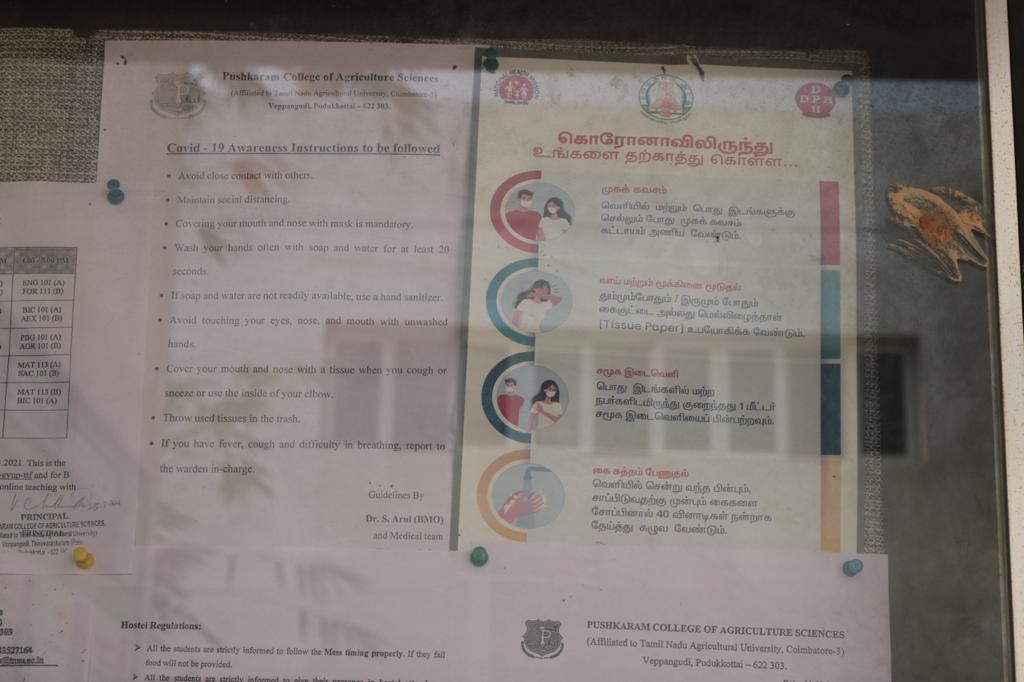 Pushkaram College of Agriculture Sciences
(Affiliated to Tamil Nadu Agricultural University, Coimbatore-3)
Veppangudi, Pudukkottai – 622 303.
Covid - 19 Awareness Instructions to be followed
• Avoid close contact with others.
• Maintain social distancing.
• Covering your mouth and nose with mask is mandatory.
• Wash your hands often with soap and water for at least 20
seconds.
• If soap and water are not readily available, use a hand sanitizer.
• Avoid touching your eyes, nose, and mouth with unwashed
hands.
• Cover your mouth and nose with a tissue when you cough or
sneeze or use the inside of your elbow.
• Throw used tissues in the trash.
• If you have fever, cough and difficulty in breathing, report to
the warden in-charge.
Guidelines By
Dr. S. Arul (BMO)
and Medical team
NATIONAL HEALTH MISSION
TAMIL NADU
D
DPH
H
கொரோனாவிலிருந்து
உங்களை தற்காத்து கொள்ள...
முகக் கவசம்
வெளியில் மற்றும் பொது இடங்களுக்கு
செல்லும் போது முகக் கவசம்
கட்டாயம் அணிய வேண்டும்.
வாய் மற்றும் மூக்கினை மூடுதல்
தும்மும்போதும் / இருமும் போதும்
கைகுட்டை அல்லது மெல்லிழைத்தாள்
(Tissue Paper) உபயோகிக்க வேண்டும்.
சமூக இடைவெளி
பொது இடங்களில் மற்ற
நபர்களிடமிருந்து குறைந்தது 1 மீட்டர்
சமூக இடைவெளியைப் பின்பற்றவும்.
கை சுத்தம் பேணுதல்
வெளியில் சென்று வந்த பின்பும்,
சாப்பிடுவதற்கு முன்பும் கைகளை
சோப்பினால் 40 வினாடிகள் நன்றாக
தேய்த்து கழுவ வேண்டும்.
ENG 101 (A)
FOR 111 (B)
BIC 101 (A)
AEX 101 (B)
PBG 101 (A)
AGR 101 (B)
MAT 113 (A)
SAC 101 (B)
MAT 113 (B)
BIC 101 (A)
.2021. This is the
and for B
online teaching with
PRINCIPAL
COLLEGE OF AGRICULTURE SCIENCES
303
43527164
Hostel Regulations:
➤ All the students are strictly informed to follow the Mess timing properly. If they fail
food will not be provided.
➤ All the students are strictly informed to give their
PUSHKARAM COLLEGE OF AGRICULTURE SCIENCES
(Affiliated to Tamil Nadu Agricultural University, Coimbatore-3)
Veppangudi, Pudukkottai – 622 303.